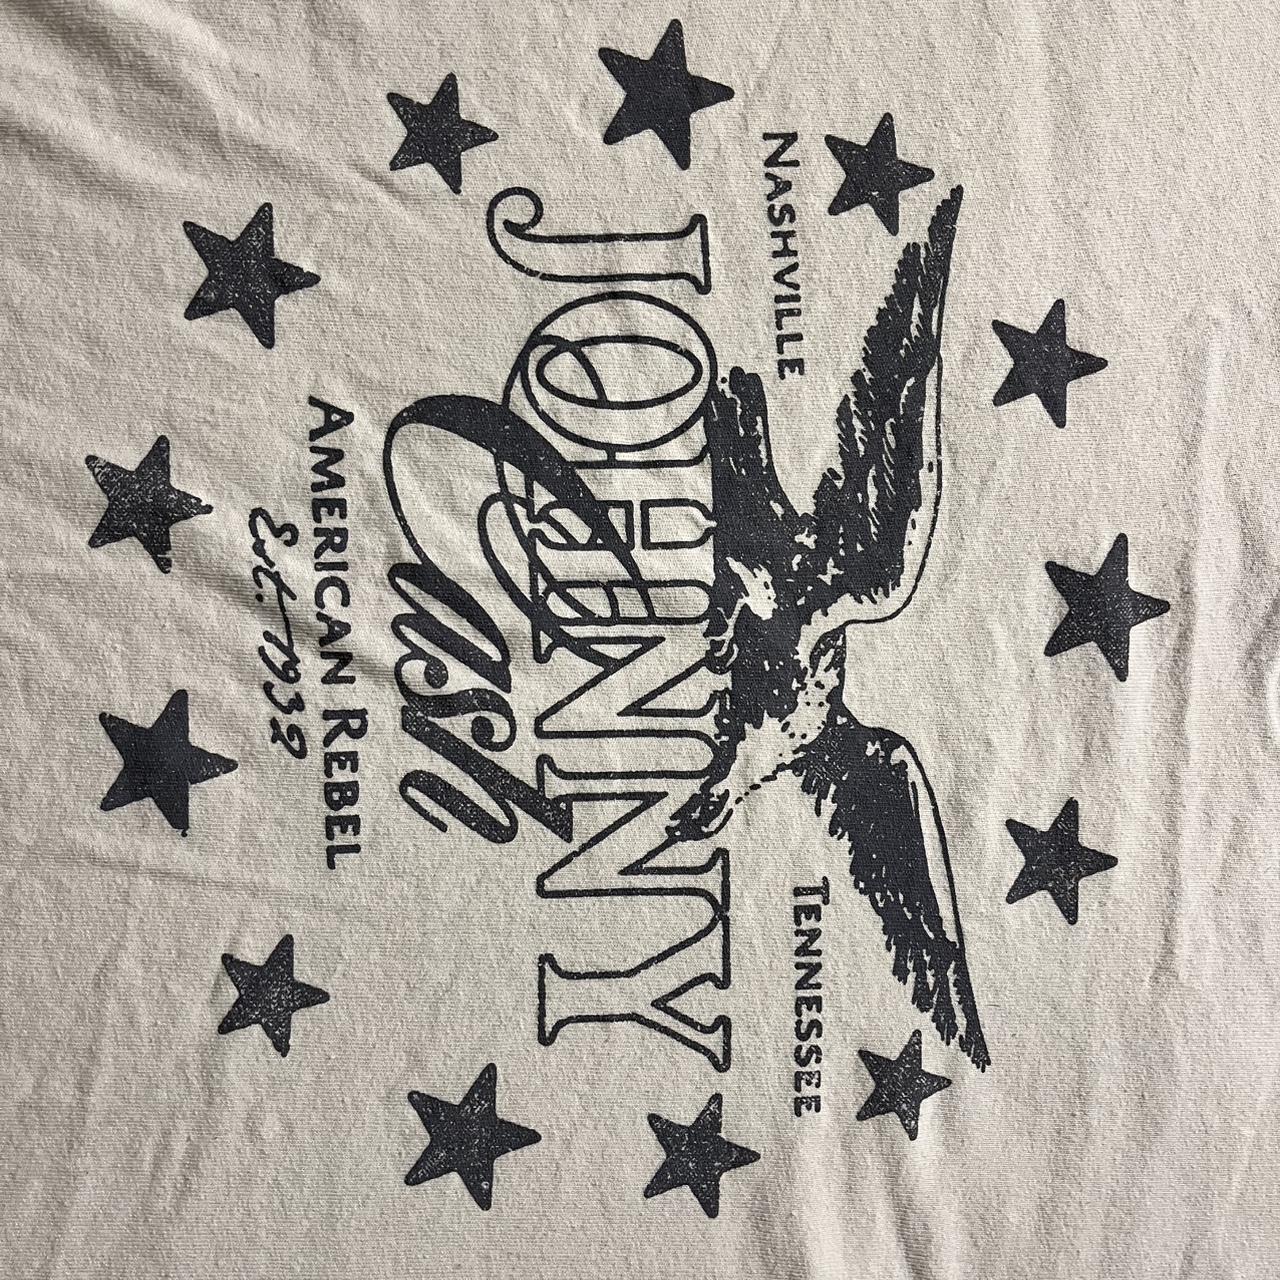 NASHVILLE TENNESSEE
JOHNNY
Cash
AMERICAN REBEL
Est. 1932